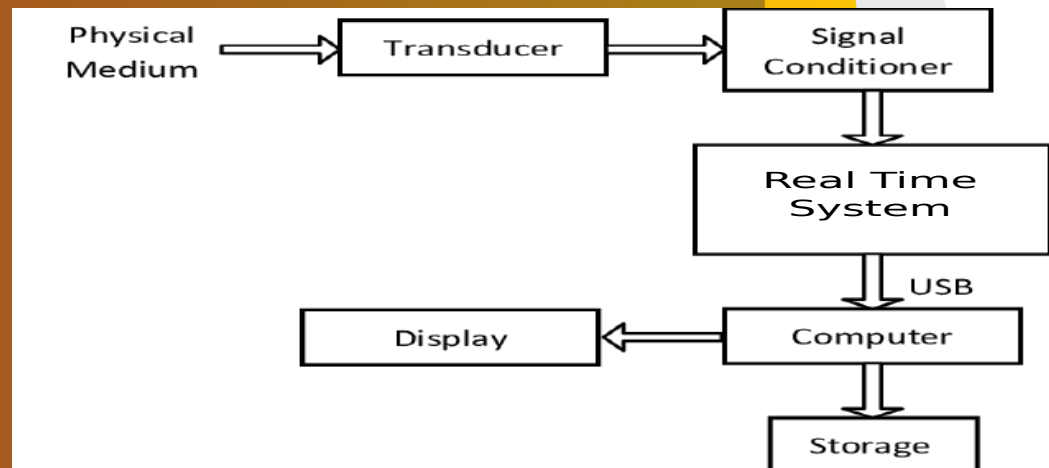 Physical
Medium
Transducer
Signal
Conditioner
Real Time
System
USB
Display
Computer
Storage